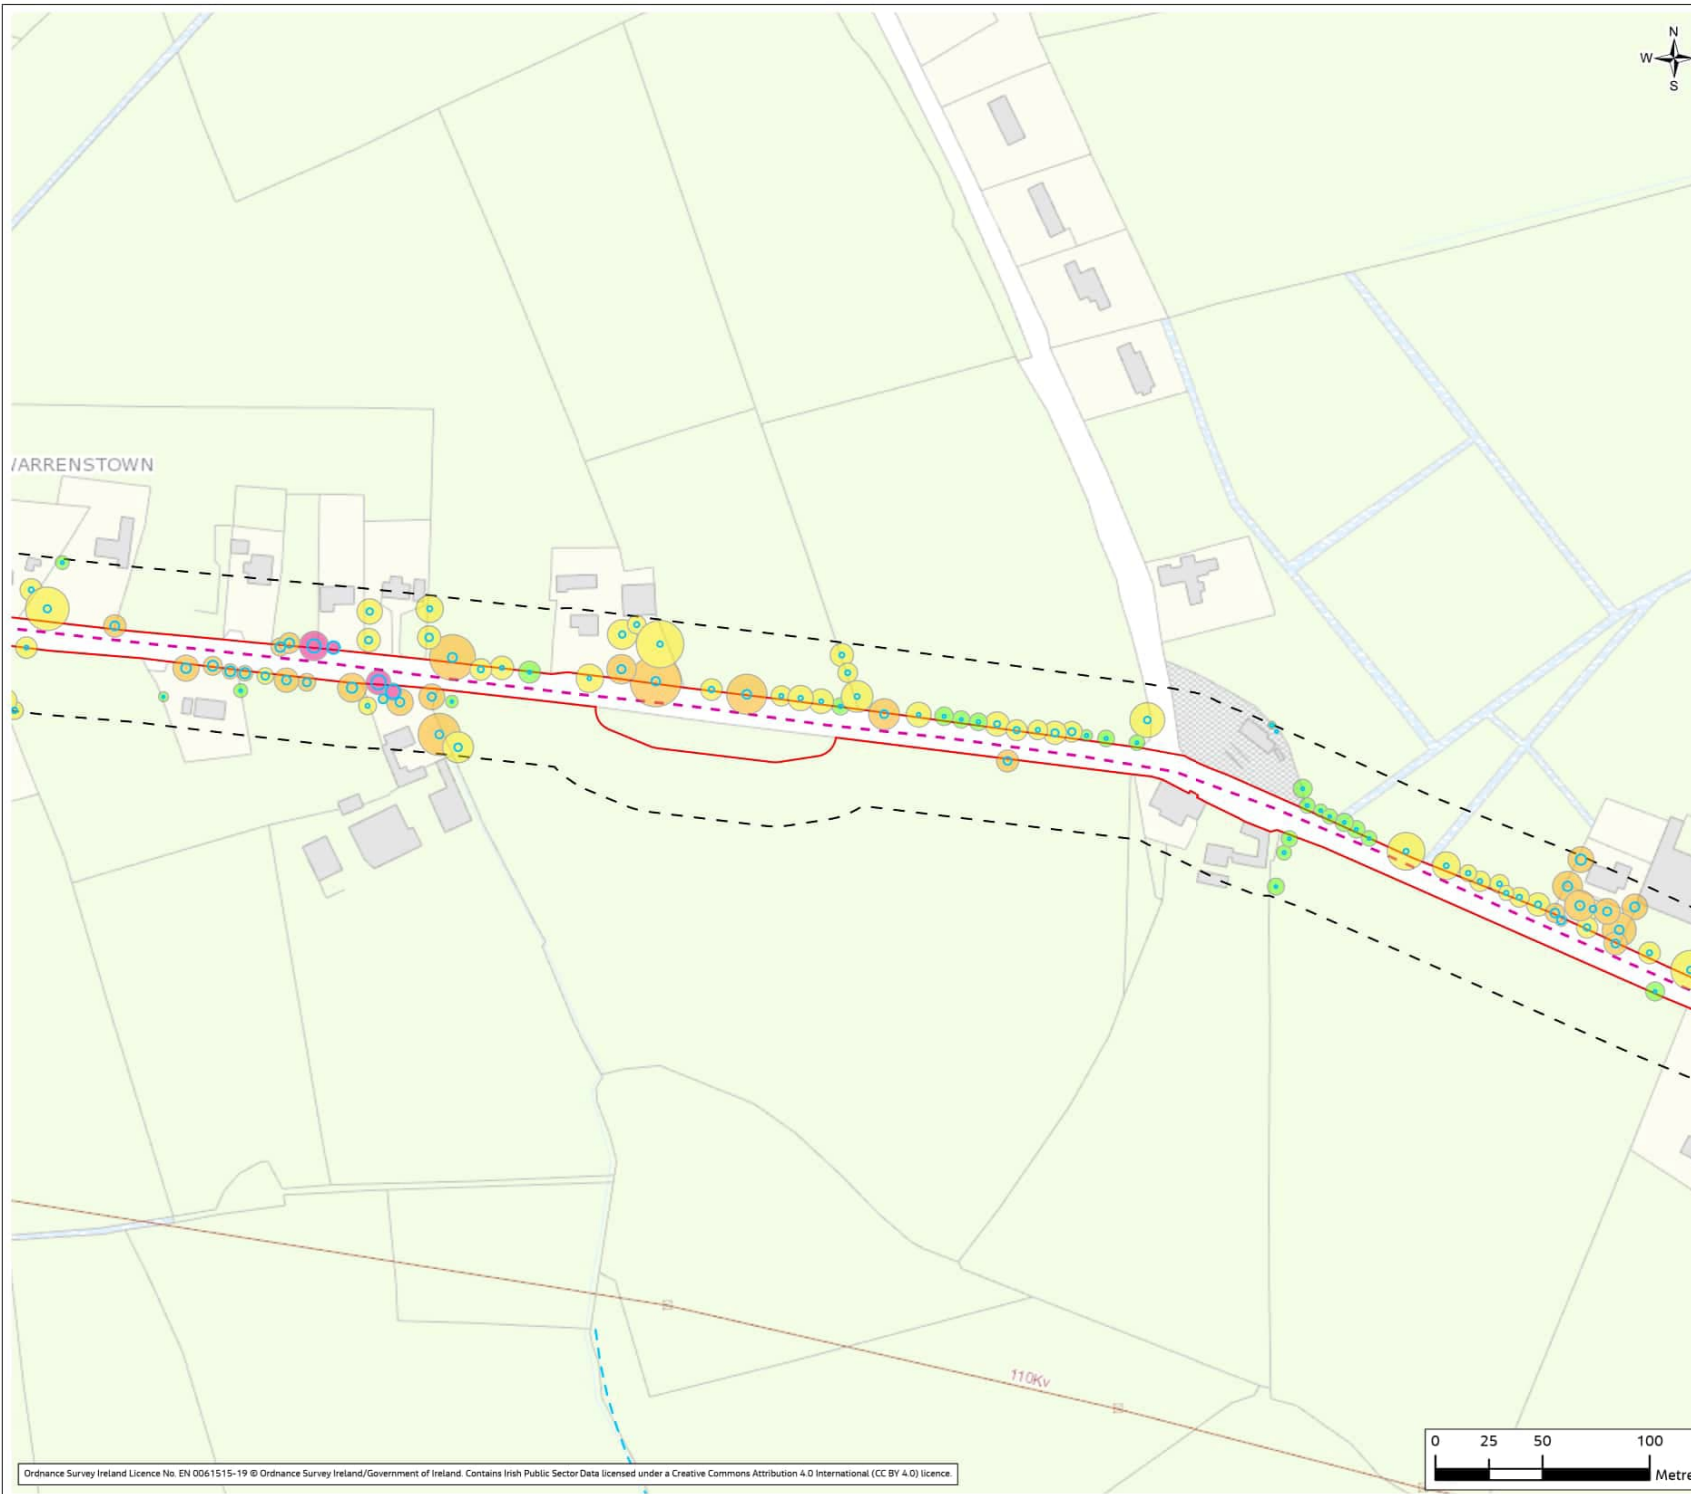 N
W
S
WARRENSTOWN
110Kv
0 25 50 100
Metre
Ordnance Survey Ireland Licence No. EN 0061515-19 © Ordnance Survey Ireland/Government of Ireland. Contains Irish Public Sector Data licensed under a Creative Commons Attribution 4.0 International (CC BY 4.0) licence.